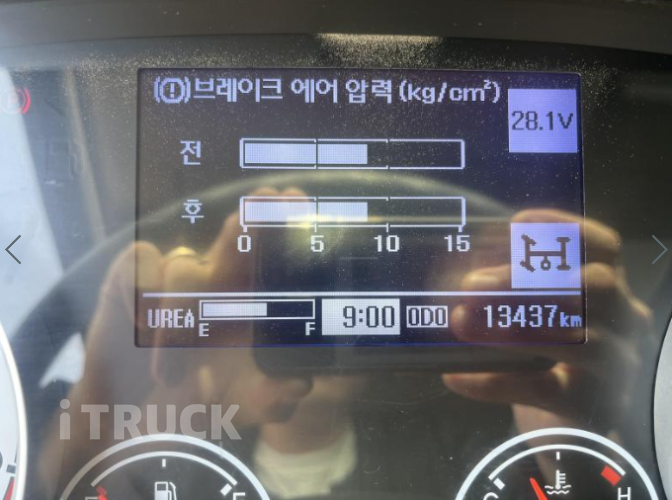 (!)브레이크 에어 압력(kg/cm²)
28.1V
전
후
0 5 10 15
UREA E F 9:00 ODO 13437km
iTRUCK
F
C H